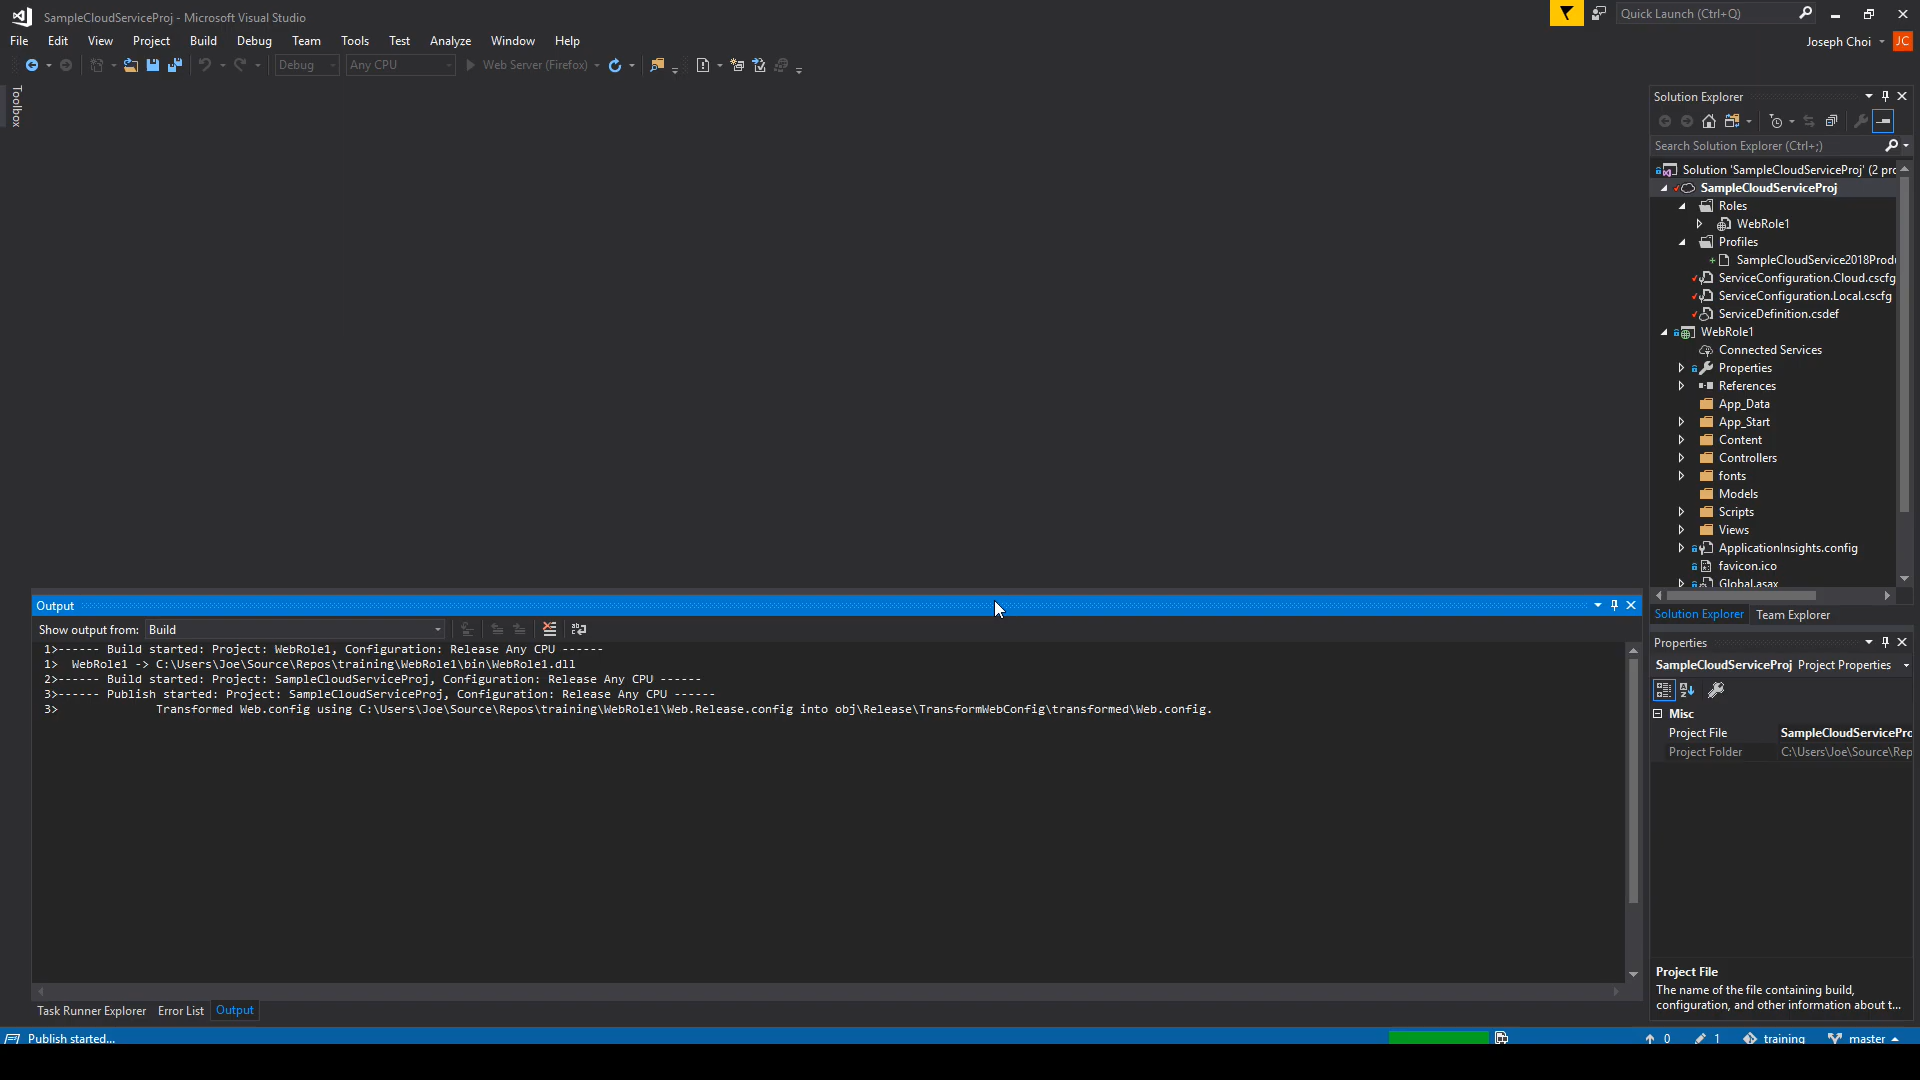 SampleCloudServiceProj - Microsoft Visual Studio
Quick Launch (Ctrl+Q)
File Edit View Project Build Debug Team Tools Test Analyze Window Help
Joseph Choi JC
Debug Any CPU Web Server (Firefox)
Toolbox
Solution Explorer
Search Solution Explorer (Ctrl+;)
Solution 'SampleCloudServiceProj' (2 prc
SampleCloudServiceProj
Roles
WebRole1
Profiles
SampleCloudService2018Produ
ServiceConfiguration.Cloud.cscfg
ServiceConfiguration.Local.cscfg
ServiceDefinition.csdef
WebRole1
Connected Services
Properties
References
App_Data
App_Start
Content
Controllers
fonts
Models
Scripts
Views
ApplicationInsights.config
favicon.ico
Global.asax
Solution Explorer Team Explorer
Output
Show output from: Build
1>------ Build started: Project: WebRole1, Configuration: Release Any CPU ------
1>  WebRole1 -> C:\Users\Joe\Source\Repos\training\WebRole1\bin\WebRole1.dll
2>------ Build started: Project: SampleCloudServiceProj, Configuration: Release Any CPU ------
3>------ Publish started: Project: SampleCloudServiceProj, Configuration: Release Any CPU ------
3>              Transformed Web.config using C:\Users\Joe\Source\Repos\training\WebRole1\Web.Release.config into obj\Release\TransformWebConfig\transformed\Web.config.
Properties
SampleCloudServiceProj Project Properties
Misc
Project File SampleCloudServicePro
Project Folder C:\Users\Joe\Source\Rep
Project File
The name of the file containing build,
configuration, and other information about t...
Task Runner Explorer Error List Output
Publish started...
0 1 training master